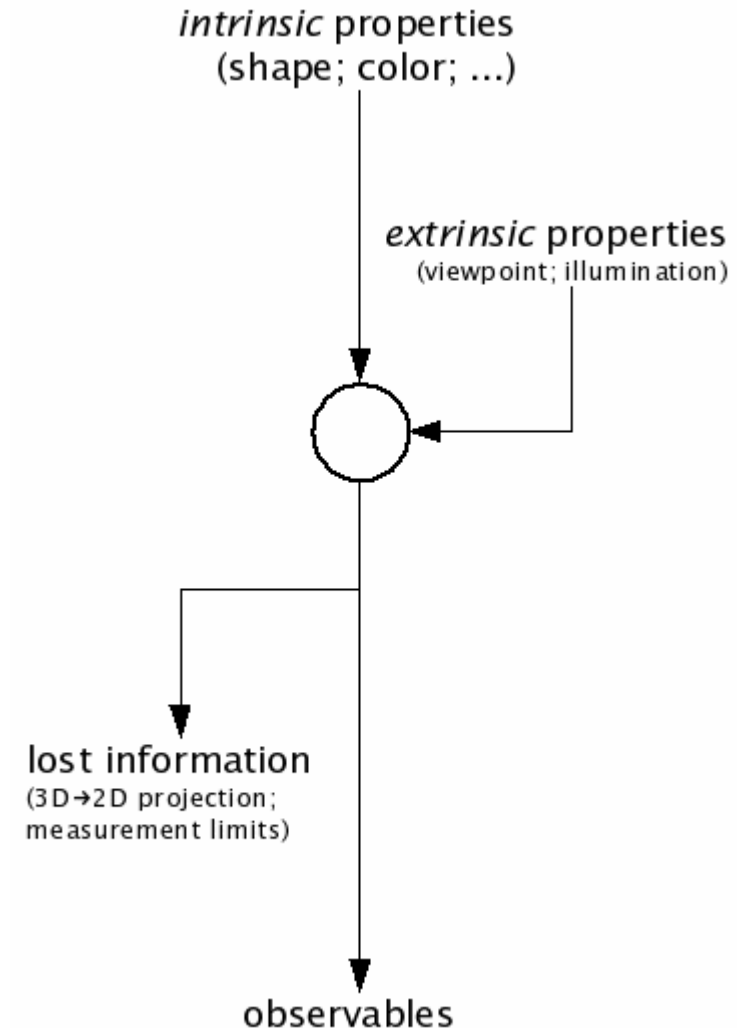 intrinsic properties
(shape; color; ...)
extrinsic properties
(viewpoint; illumination)
lost information
(3D→2D projection;
measurement limits)
observables